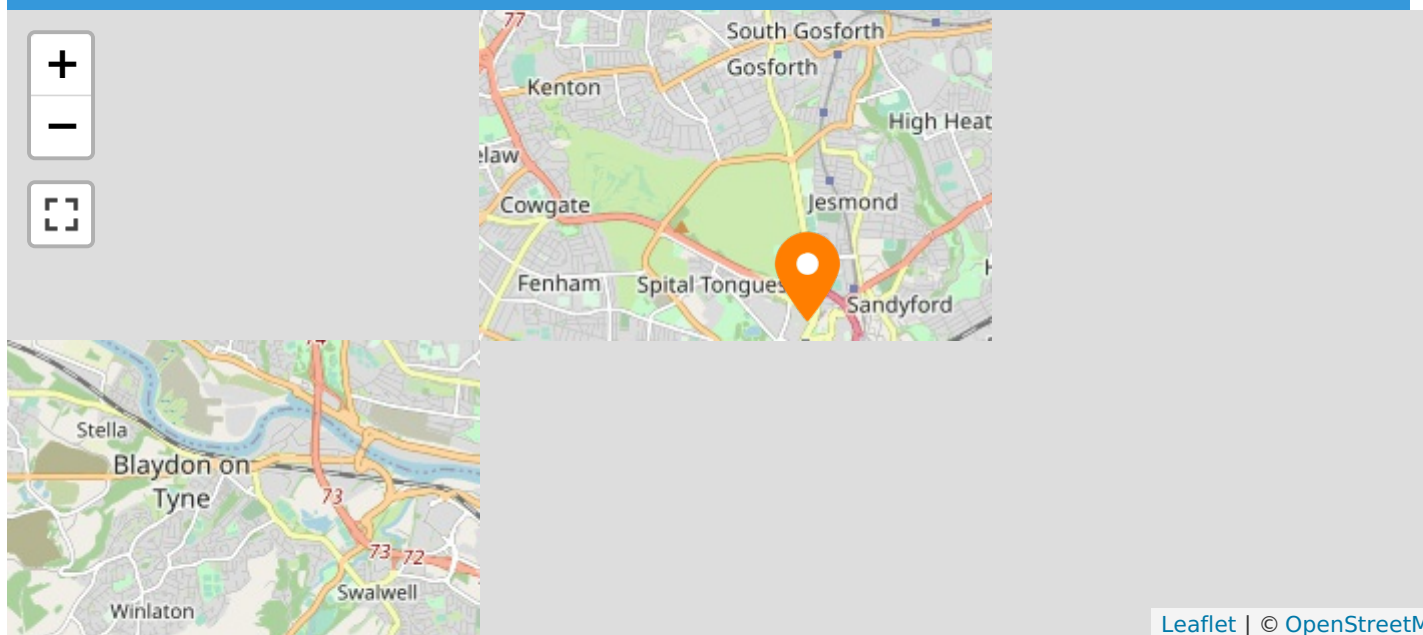 +
−
77
South Gosforth
Gosforth
Kenton
High Heat
elaw
Cowgate
Jesmond
Fenham
Spital Tongues
Sandyford
74
Stella
Blaydon on
Tyne
73
73
72
Swalwell
Winlaton
Leaflet | © OpenStreetM